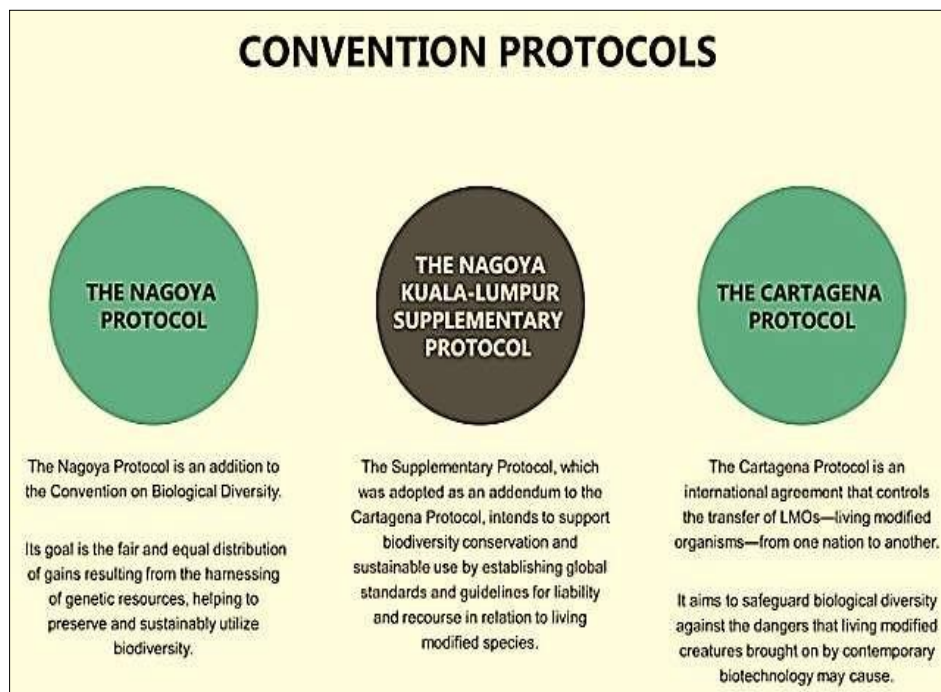 CONVENTION PROTOCOLS
THE NAGOYA
PROTOCOL
The Nagoya Protocol is an addition to
the Convention on Biological Diversity.
Its goal is the fair and equal distribution
of gains resulting from the harnessing
of genetic resources, helping to
preserve and sustainably utilize
biodiversity.
THE NAGOYA
KUALA-LUMPUR
SUPPLEMENTARY
PROTOCOL
The Supplementary Protocol, which
was adopted as an addendum to the
Cartagena Protocol, intends to support
biodiversity conservation and
sustainable use by establishing global
standards and guidelines for liability
and recourse in relation to living
modified species.
THE CARTAGENA
PROTOCOL
The Cartagena Protocol is an
international agreement that controls
the transfer of LMOs—living modified
organisms—from one nation to another.
It aims to safeguard biological diversity
against the dangers that living modified
creatures brought on by contemporary
biotechnology may cause.